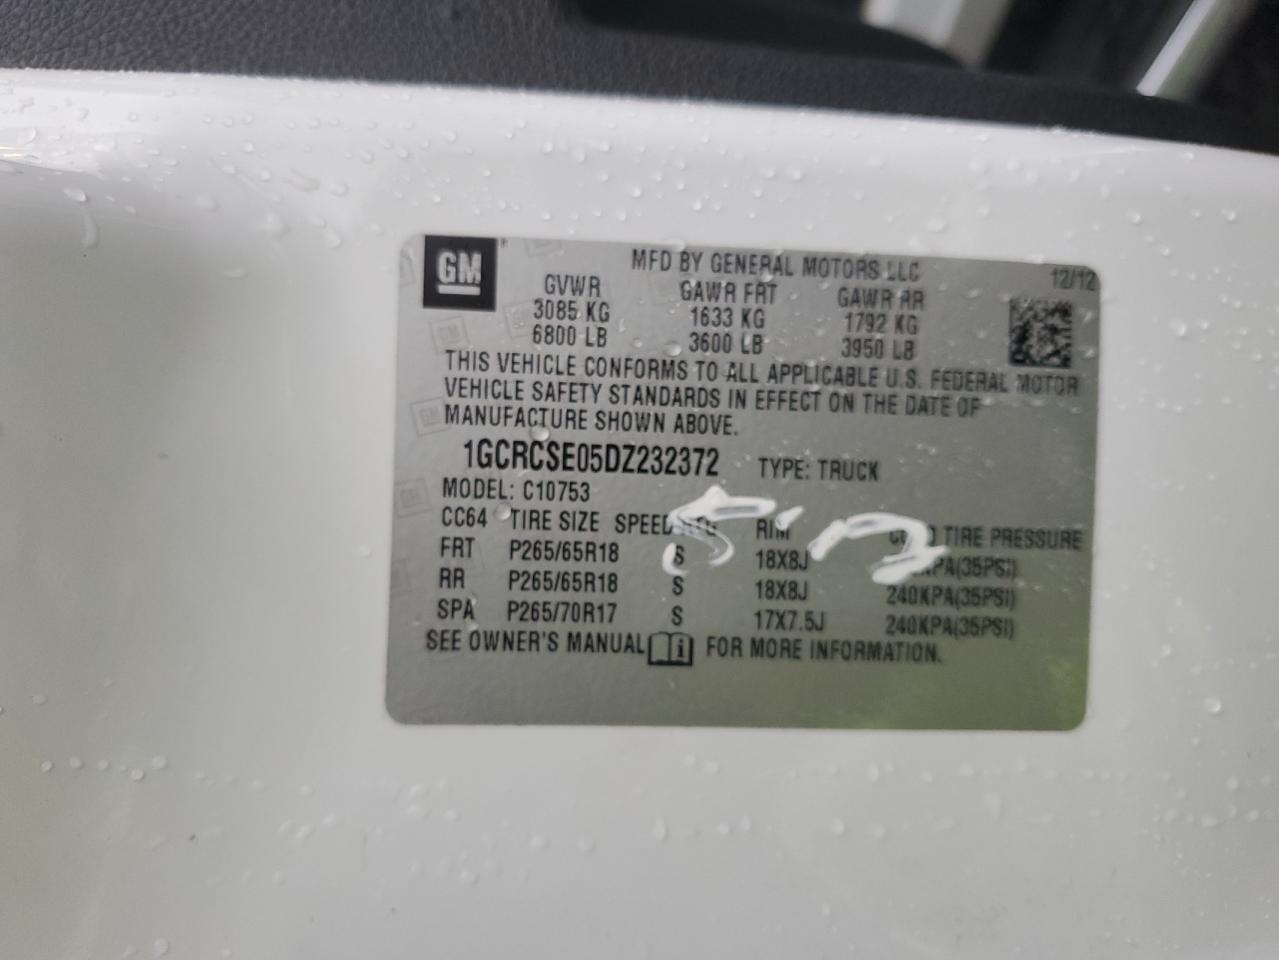 GM
MFD BY GENERAL MOTORS LLC 12/12
GVWR GAWR FRT GAWR RR
3085 KG 1633 KG 1792 KG
6800 LB 3600 LB 3950 LB
THIS VEHICLE CONFORMS TO ALL APPLICABLE U.S. FEDERAL MOTOR
VEHICLE SAFETY STANDARDS IN EFFECT ON THE DATE OF
MANUFACTURE SHOWN ABOVE.
1GCRCSE05DZ232372 TYPE: TRUCK
MODEL: C10753
CC64 TIRE SIZE SPEED RIM TIRE PRESSURE
FRT P265/65R18 S 18X8J KPA(35PSI)
RR P265/65R18 S 18X8J 240KPA(35PSI)
SPA P265/70R17 S 17X7.5J 240KPA(35PSI)
SEE OWNER'S MANUAL FOR MORE INFORMATION.